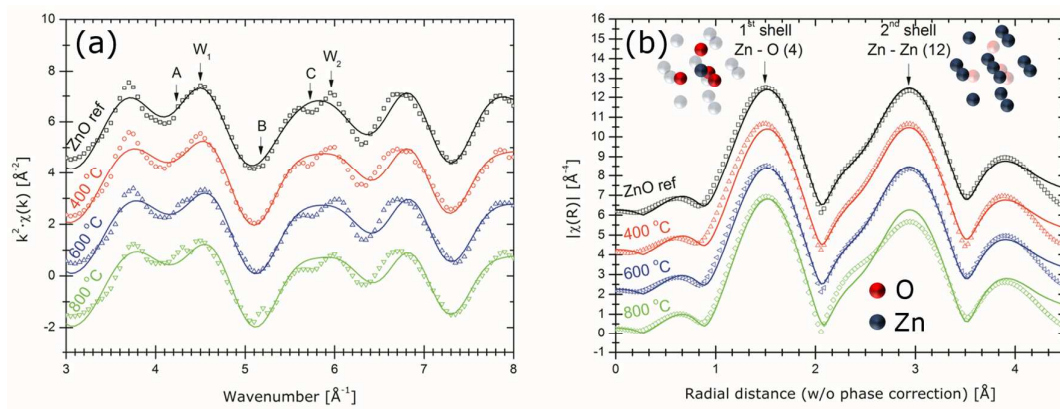 (a)
W₁
W₂
A
C
B
ZnO ref
400 °C
600 °C
800 °C
k²·χ(k) [Å⁻²]
10
8
6
4
2
0
-2
3
4
5
6
7
8
Wavenumber [Å⁻¹]
(b)
1ˢᵗ shell
Zn - O (4)
2ⁿᵈ shell
Zn - Zn (12)
ZnO ref
400 °C
600 °C
800 °C
O
Zn
|χ(R)| [Å⁻⁴]
16
15
14
13
12
11
10
9
8
7
6
5
4
3
2
1
0
-1
0
1
2
3
4
Radial distance (w/o phase correction) [Å]